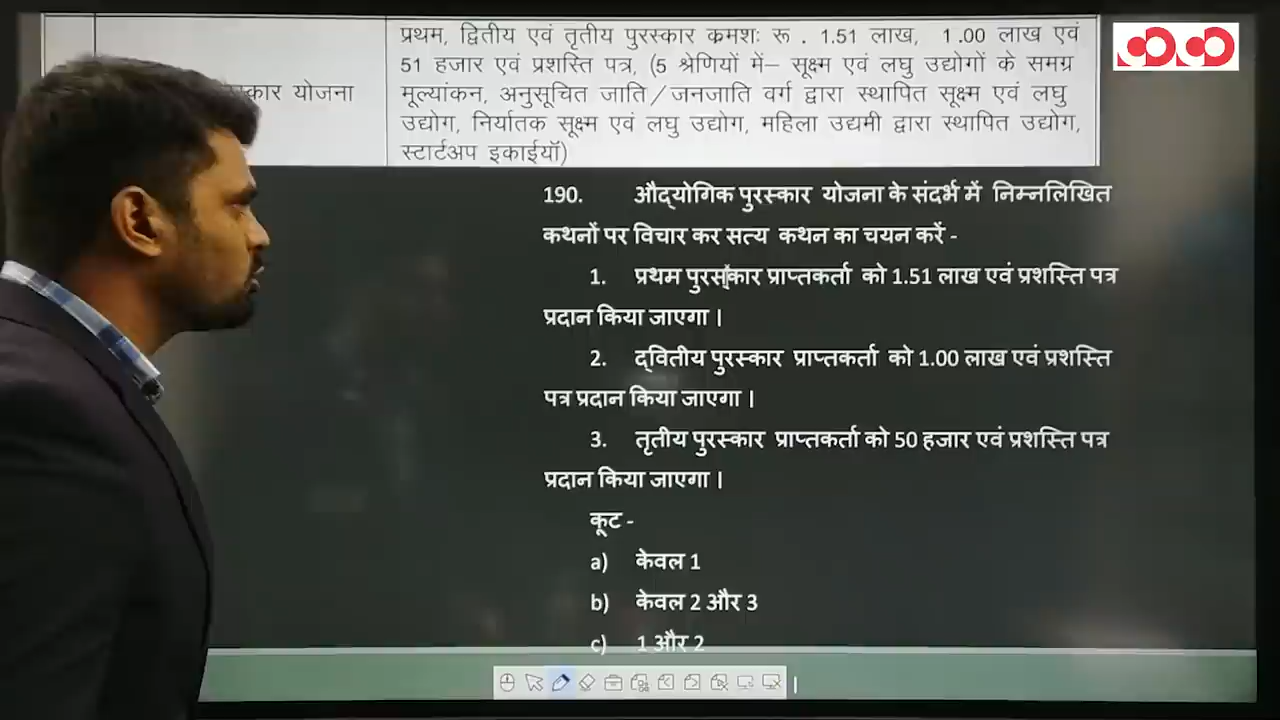 प्रथम, द्वितीय एवं तृतीय पुरस्कार क्रमशः रू . 1.51 लाख, 1.00 लाख एवं
51 हजार एवं प्रशस्ति पत्र, (5 श्रेणियों में– सूक्ष्म एवं लघु उद्योगों के समग्र
स्कार योजना मूल्यांकन, अनुसूचित जाति/जनजाति वर्ग द्वारा स्थापित सूक्ष्म एवं लघु
उद्योग, निर्यातक सूक्ष्म एवं लघु उद्योग, महिला उद्यमी द्वारा स्थापित उद्योग,
स्टार्टअप इकाईयॉ)
190. औद्योगिक पुरस्कार योजना के संदर्भ में निम्नलिखित
कथनों पर विचार कर सत्य कथन का चयन करें -
1. प्रथम पुरस्कार प्राप्तकर्ता को 1.51 लाख एवं प्रशस्ति पत्र
प्रदान किया जाएगा |
2. द्वितीय पुरस्कार प्राप्तकर्ता को 1.00 लाख एवं प्रशस्ति
पत्र प्रदान किया जाएगा |
3. तृतीय पुरस्कार प्राप्तकर्ता को 50 हजार एवं प्रशस्ति पत्र
प्रदान किया जाएगा |
कूट -
a) केवल 1
b) केवल 2 और 3
c) 1 और 2